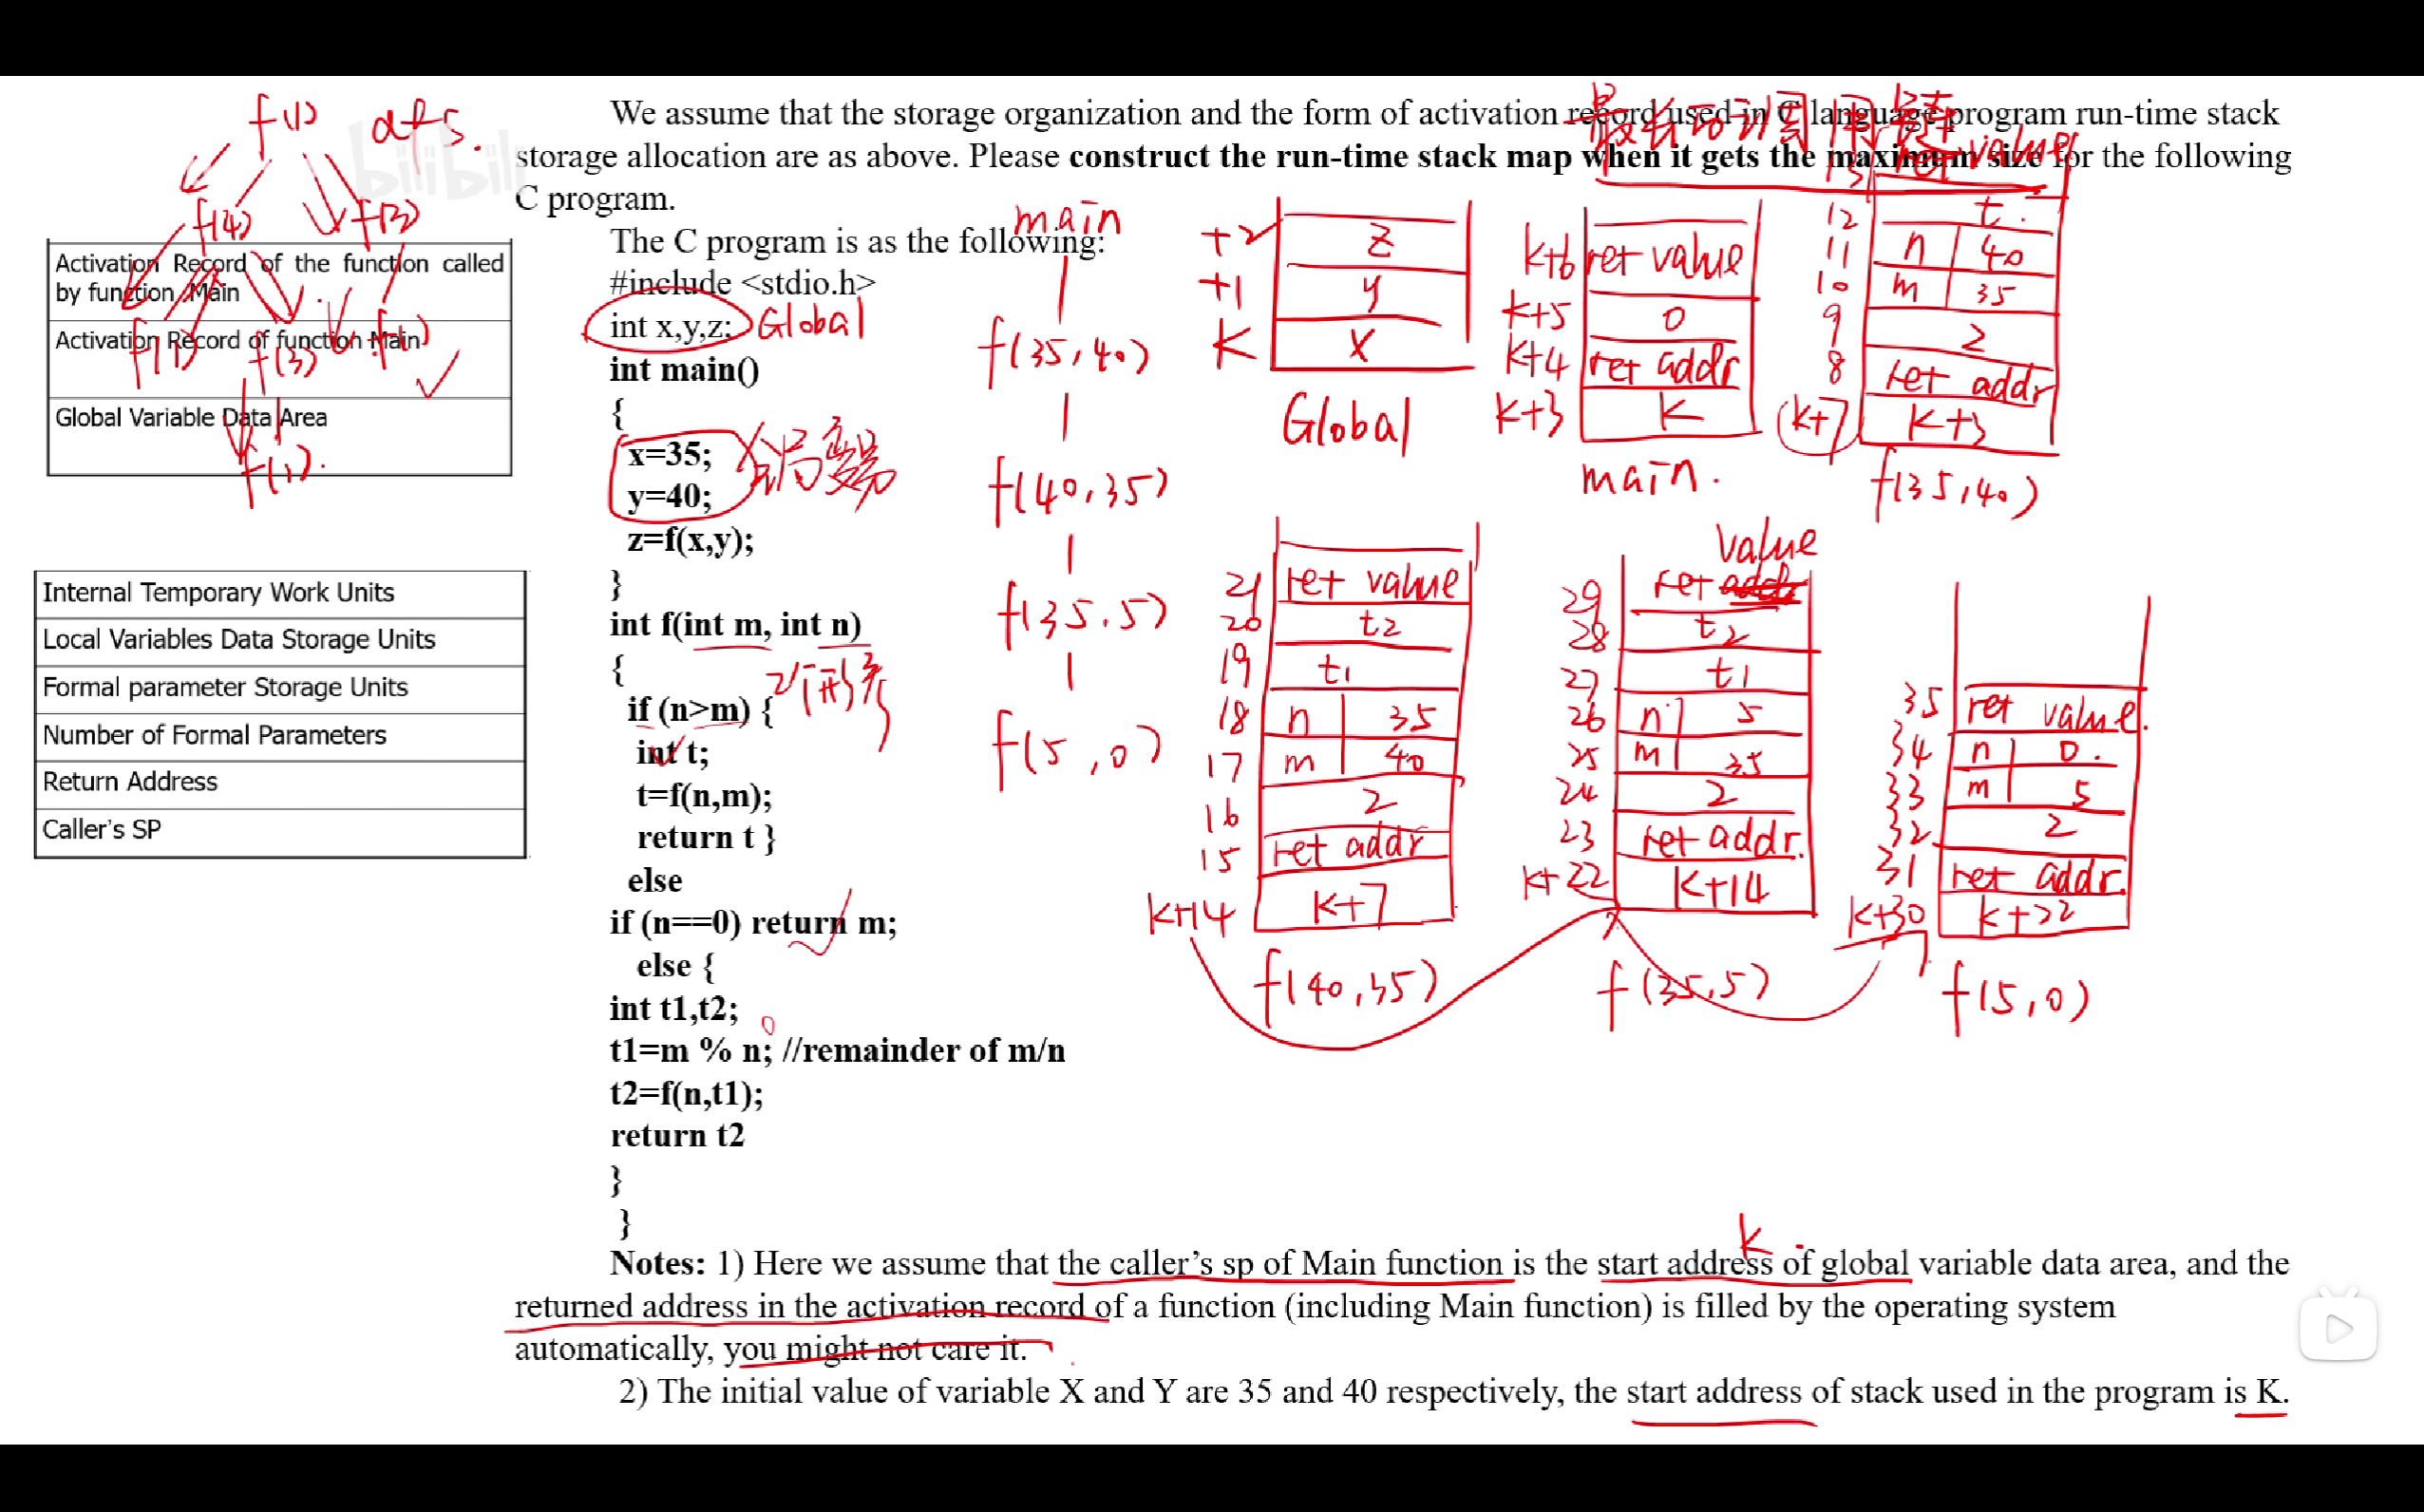 We assume that the storage organization and the form of activation record used in C language program run-time stack
storage allocation are as above. Please construct the run-time stack map when it gets the maximum size for the following
C program.
The C program is as the following:
#include <stdio.h>
int x,y,z;
int main()
{
x=35;
y=40;
z=f(x,y);
}
int f(int m, int n)
{
if (n>m) {
int t;
t=f(n,m);
return t }
else
if (n==0) return m;
else {
int t1,t2;
t1=m % n; //remainder of m/n
t2=f(n,t1);
return t2
}
}
Notes: 1) Here we assume that the caller's sp of Main function is the start address of global variable data area, and the
returned address in the activation record of a function (including Main function) is filled by the operating system
automatically, you might not care it.
2) The initial value of variable X and Y are 35 and 40 respectively, the start address of stack used in the program is K.
Activation Record of the function called
by function Main
Activation Record of function Main
Global Variable Data Area
Internal Temporary Work Units
Local Variables Data Storage Units
Formal parameter Storage Units
Number of Formal Parameters
Return Address
Caller's SP
bilibili
f(1) dfs.
f(4) f(3)
f(1) f(3) f(1)
f(1).
Global
全局变量
2个形参
main
f(35,40)
f(40,35)
f(35,5)
f(5,0)
+2 z
+1 y
K x
Global
k+6 ret value
k+5 0
k+4 ret addr
k+3 k
main.
13 ret value
12 t.
11 n 40
10 m 35
9 2
8 ret addr
k+7 k+3
f(35,40)
21 ret value
20 t2
19 t1
18 n 35
17 m 40
16 2
15 ret addr
k+14 k+7
f(40,35)
value
29 ret
28 t2
27 t1
26 n 5
25 m 35
24 2
23 ret addr.
k+22 k+14
f(35,5)
35 ret value.
34 n 0.
33 m 5
32 2
31 ret addr.
k+30 k+22
f(5,0)
0
k